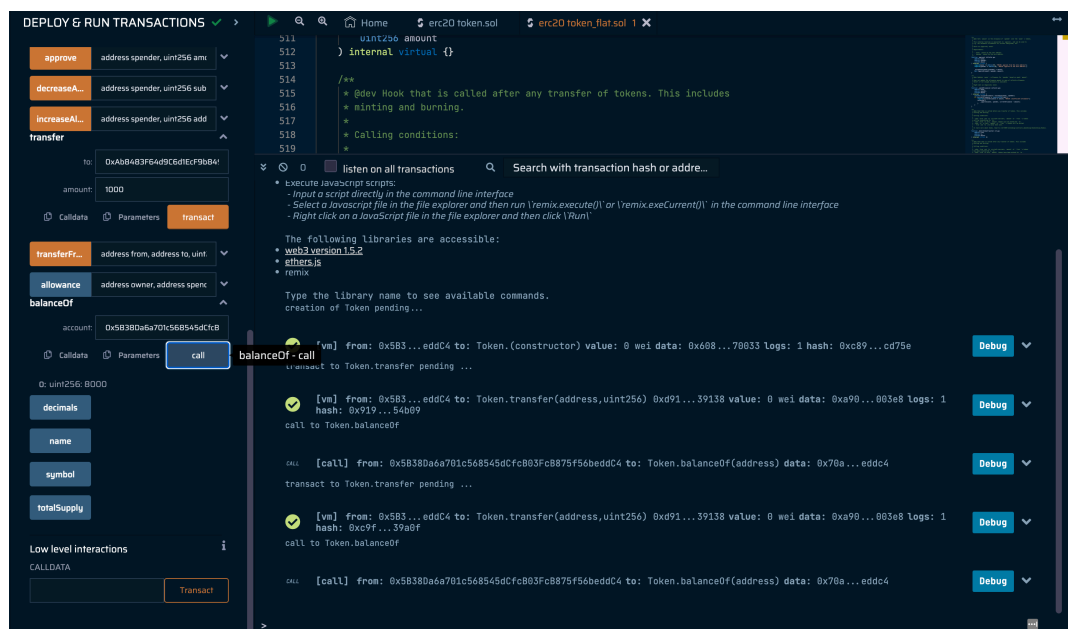 DEPLOY & RUN TRANSACTIONS
approve address spender, uint256 amo
decreaseA... address spender, uint256 sub
increaseAl... address spender, uint256 add
transfer
to: 0xAb8483F64d9C6d1EcF9b849
amount: 1000
Calldata Parameters transact
transferFr... address from, address to, uint
allowance address owner, address spenc
balanceOf
account: 0x5B38Da6a701c568545dCfcB
Calldata Parameters call
balanceOf - call
0: uint256: 8000
decimals
name
symbol
totalSupply
Low level interactions i
CALLDATA
Transact
Home erc20 token.sol erc20 token_flat.sol 1
511 uint256 amount
512 ) internal virtual {}
513
514 /**
515 * @dev Hook that is called after any transfer of tokens. This includes
516 * minting and burning.
517 *
518 * Calling conditions:
519 *
0 listen on all transactions Search with transaction hash or addre...
Execute JavaScript scripts:
- Input a script directly in the command line interface
- Select a Javascript file in the file explorer and then run \`remix.execute()\` or \`remix.exeCurrent()\` in the command line interface
- Right click on a JavaScript file in the file explorer and then click \`Run\`
The following libraries are accessible:
web3 version 1.5.2
ethers.js
remix
Type the library name to see available commands.
creation of Token pending...
[vm] from: 0x5B3...eddC4 to: Token.(constructor) value: 0 wei data: 0x608...70033 logs: 1 hash: 0xc89...cd75e Debug
transact to Token.transfer pending ...
[vm] from: 0x5B3...eddC4 to: Token.transfer(address,uint256) 0xd91...39138 value: 0 wei data: 0xa90...003e8 logs: 1 Debug
hash: 0x919...54b09
call to Token.balanceOf
CALL [call] from: 0x5B38Da6a701c568545dCfcB03FcB875f56beddC4 to: Token.balanceOf(address) data: 0x70a...eddc4 Debug
transact to Token.transfer pending ...
[vm] from: 0x5B3...eddC4 to: Token.transfer(address,uint256) 0xd91...39138 value: 0 wei data: 0xa90...003e8 logs: 1 Debug
hash: 0xc9f...39a0f
call to Token.balanceOf
CALL [call] from: 0x5B38Da6a701c568545dCfcB03FcB875f56beddC4 to: Token.balanceOf(address) data: 0x70a...eddc4 Debug
>